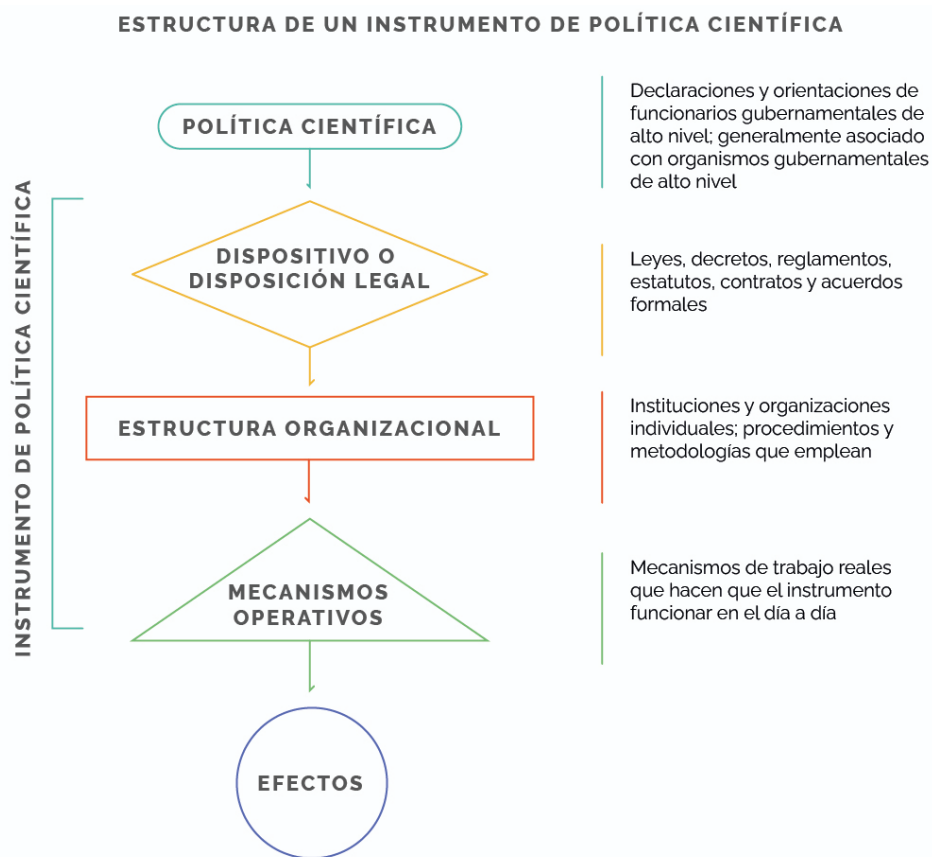 ESTRUCTURA DE UN INSTRUMENTO DE POLÍTICA CIENTÍFICA
POLÍTICA CIENTÍFICA
Declaraciones y orientaciones de
funcionarios gubernamentales de
alto nivel; generalmente asociado
con organismos gubernamentales
de alto nivel
INSTRUMENTO DE POLÍTICA CIENTÍFICA
DISPOSITIVO O
DISPOSICIÓN LEGAL
Leyes, decretos, reglamentos,
estatutos, contratos y acuerdos
formales
ESTRUCTURA ORGANIZACIONAL
Instituciones y organizaciones
individuales; procedimientos y
metodologías que emplean
MECANISMOS
OPERATIVOS
Mecanismos de trabajo reales
que hacen que el instrumento
funcionar en el día a día
EFECTOS